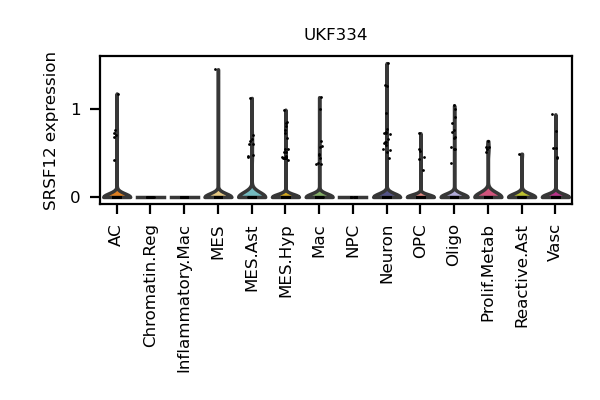 UKF334
SRSF12 expression
1
0
AC
Chromatin.Reg
Inflammatory.Mac
MES
MES.Ast
MES.Hyp
Mac
NPC
Neuron
OPC
Oligo
Prolif.Metab
Reactive.Ast
Vasc